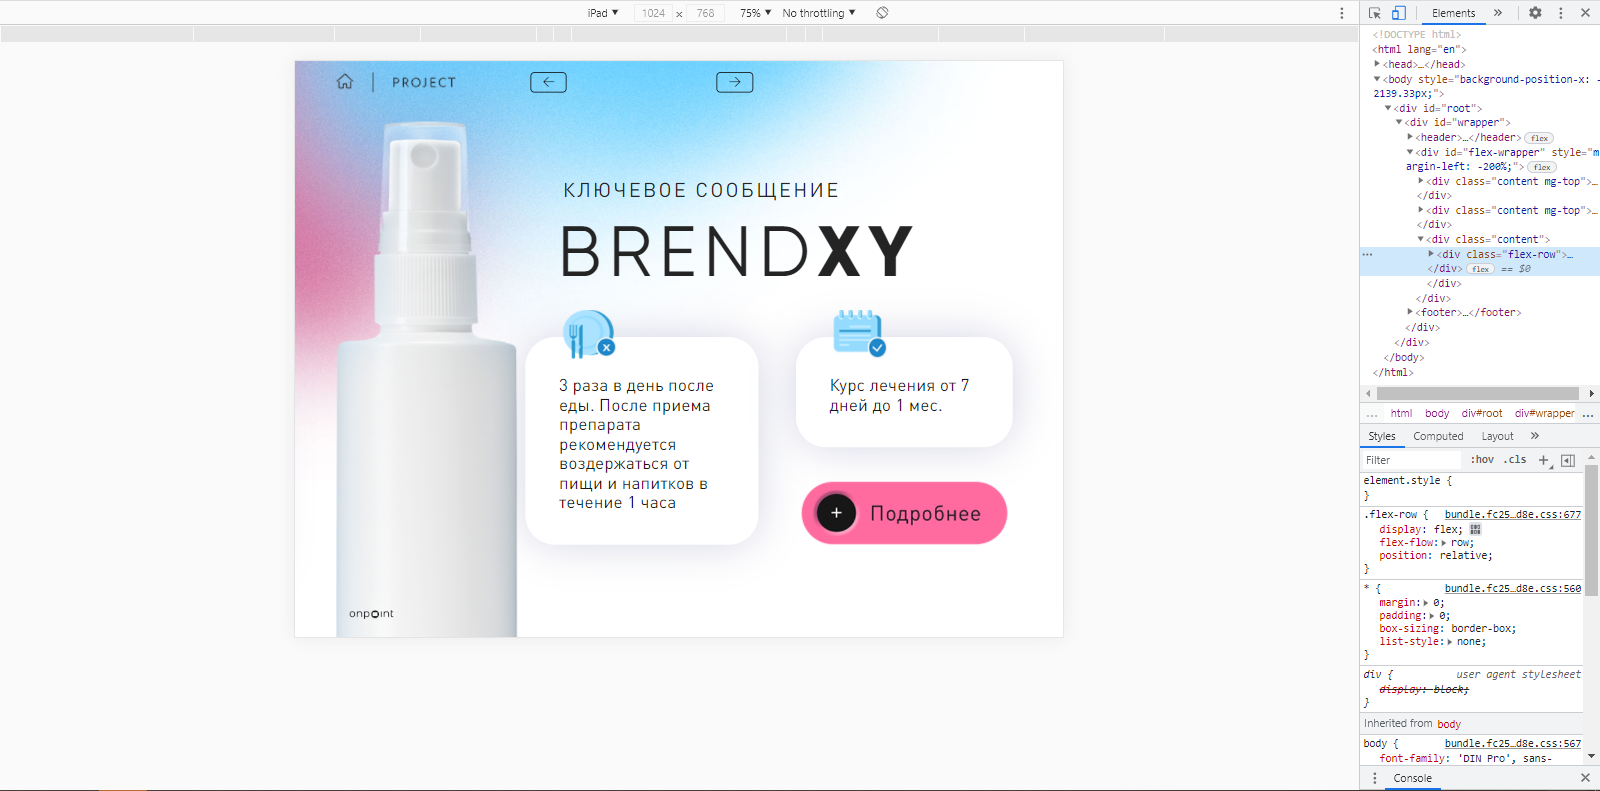 iPad ▼ 1024 x 768 75% ▼ No throttling ▼
Elements »
<!DOCTYPE html>
<html lang="en">
▶<head>…</head>
▼<body style="background-position-x: -
2139.33px;">
▼<div id="root">
▼<div id="wrapper">
▶<header>…</header> flex
▼<div id="flex-wrapper" style="m
argin-left: -200%;"> flex
▶<div class="content mg-top">…
</div>
▶<div class="content mg-top">…
</div>
▼<div class="content">
… ▶<div class="flex-row">…
</div> flex == $0
</div>
</div>
▶<footer>…</footer>
</div>
</div>
</body>
</html>
… html body div#root div#wrapper …
Styles Computed Layout »
Filter :hov .cls +
element.style {
}
.flex-row { bundle.fc25…d8e.css:677
display: flex;
flex-flow:▶ row;
position: relative;
}
* { bundle.fc25…d8e.css:560
margin:▶ 0;
padding:▶ 0;
box-sizing: border-box;
list-style:▶ none;
}
div { user agent stylesheet
display: block;
}
Inherited from body
body { bundle.fc25…d8e.css:567
font-family: 'DIN Pro', sans-
Console
PROJECT
КЛЮЧЕВОЕ СООБЩЕНИЕ
BRENDXY
3 раза в день после
еды. После приема
препарата
рекомендуется
воздержаться от
пищи и напитков в
течение 1 часа
Курс лечения от 7
дней до 1 мес.
+ Подробнее
onpoint